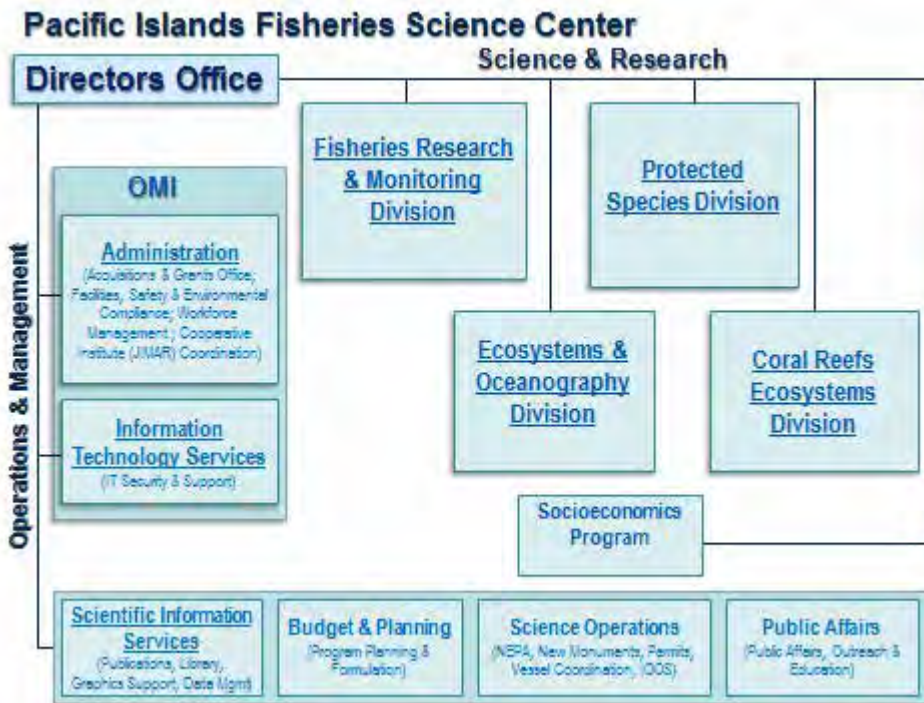 Pacific Islands Fisheries Science Center
Directors Office
Science & Research
Operations & Management
OMI
Administration
(Acquisitions & Grants Office;
Facilities, Safety & Environmental
Compliance; Workforce
Management ; Cooperative
Institute (JIMAR) Coordination)
Information
Technology Services
(IT Security & Support)
Fisheries Research
& Monitoring
Division
Protected
Species Division
Ecosystems &
Oceanography
Division
Coral Reefs
Ecosystems
Division
Socioeconomics
Program
Scientific Information
Services
(Publications, Library,
Graphics Support, Data Mgmt)
Budget & Planning
(Program Planning &
Formulation)
Science Operations
(NEPA, New Monuments, Permits,
Vessel Coordination, IOOS)
Public Affairs
(Public Affairs, Outreach &
Education)